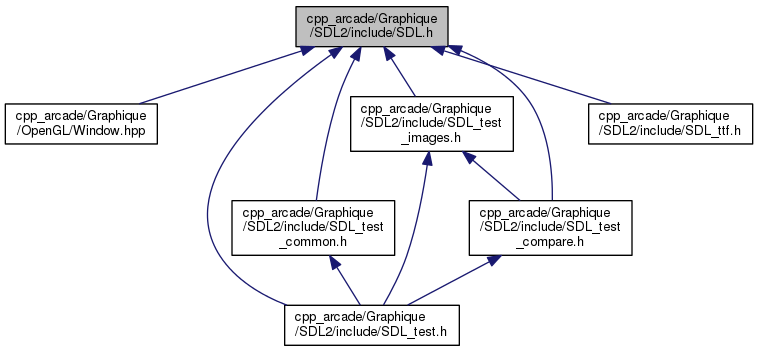 cpp_arcade/Graphique
/SDL2/include/SDL.h
cpp_arcade/Graphique
/OpenGL/Window.hpp
cpp_arcade/Graphique
/SDL2/include/SDL_test
_images.h
cpp_arcade/Graphique
/SDL2/include/SDL_ttf.h
cpp_arcade/Graphique
/SDL2/include/SDL_test
_common.h
cpp_arcade/Graphique
/SDL2/include/SDL_test
_compare.h
cpp_arcade/Graphique
/SDL2/include/SDL_test.h